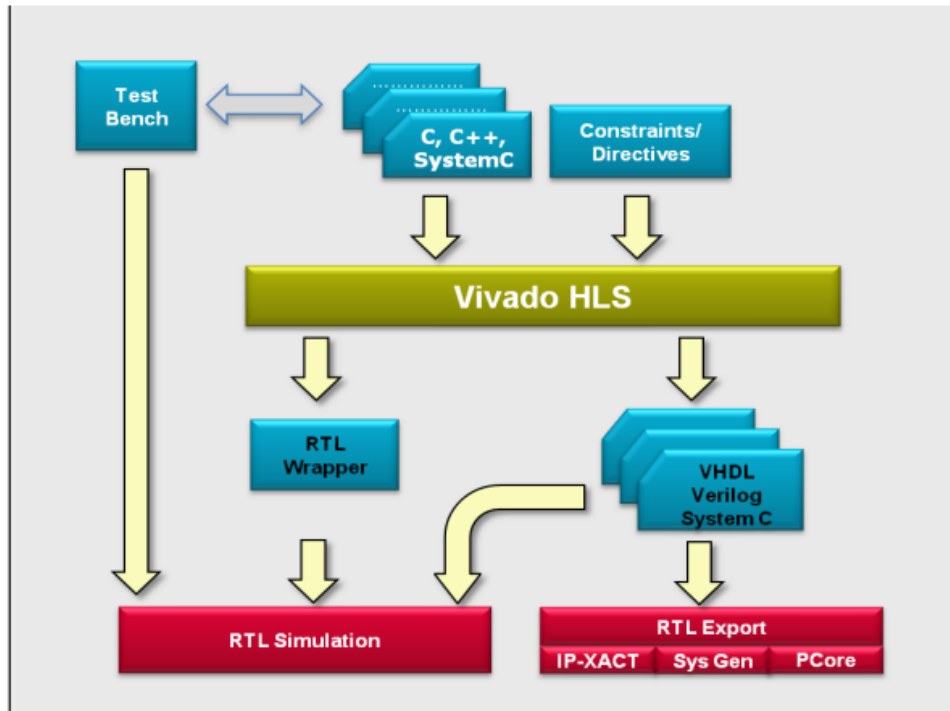 Test
Bench
C, C++,
SystemC
Constraints/
Directives
Vivado HLS
RTL
Wrapper
VHDL
Verilog
System C
RTL Simulation
RTL Export
IP-XACT
Sys Gen
PCore